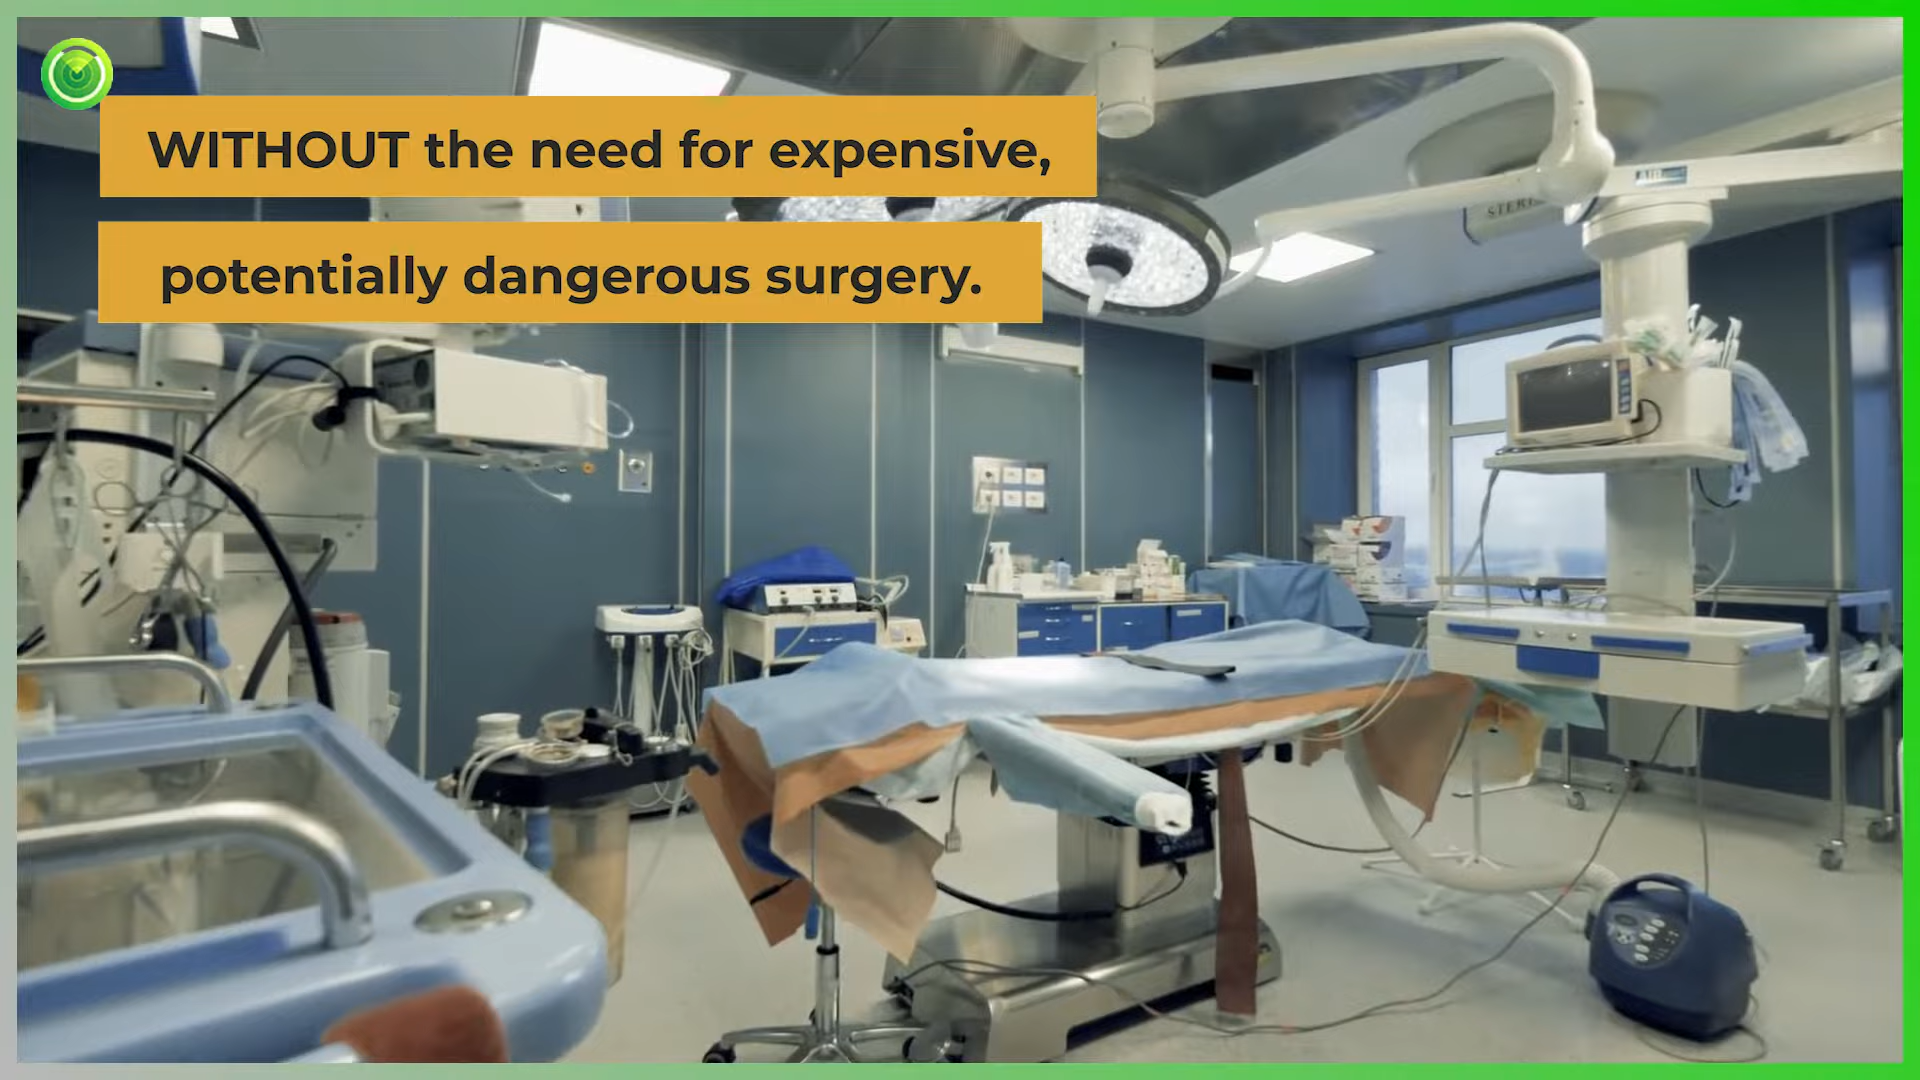 WITHOUT the need for expensive,
potentially dangerous surgery.